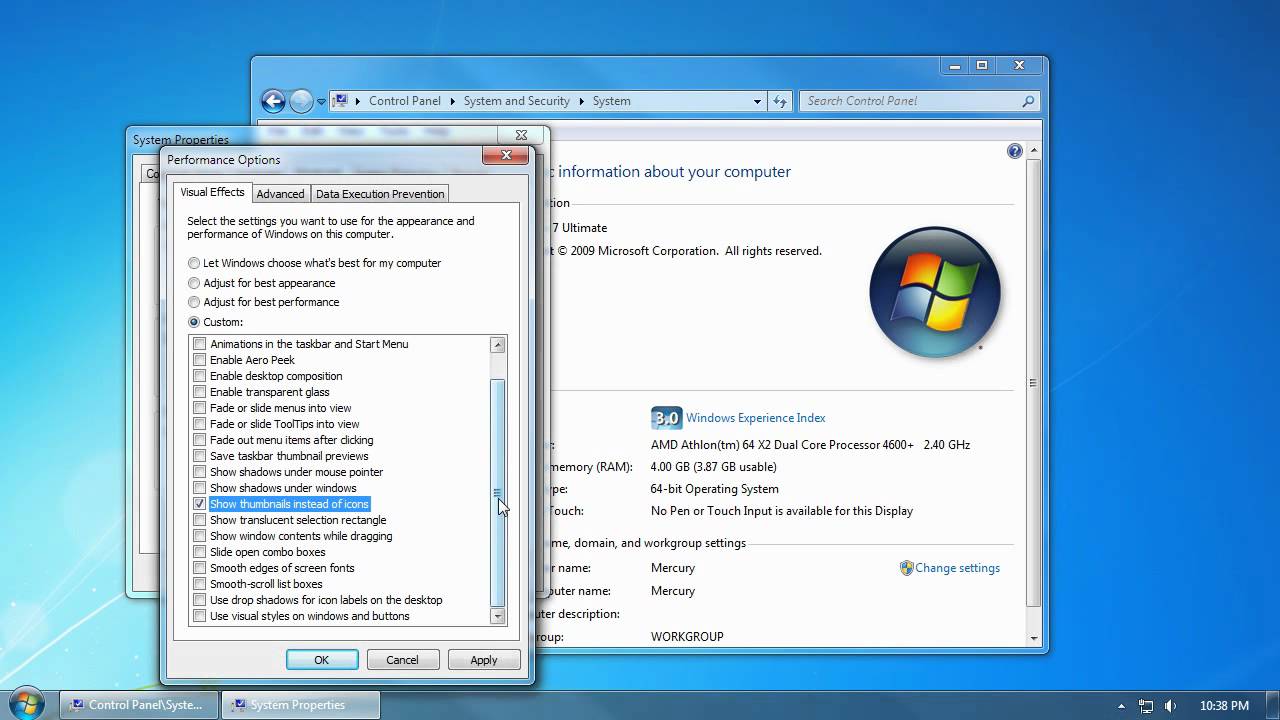 Control Panel
System and Security
System
Search Control Panel
System Properties
Performance Options
Visual Effects
Advanced
Data Execution Prevention
Select the settings you want to use for the appearance and
performance of Windows on this computer.
Let Windows choose what's best for my computer
Adjust for best appearance
Adjust for best performance
Custom:
Animations in the taskbar and Start Menu
Enable Aero Peek
Enable desktop composition
Enable transparent glass
Fade or slide menus into view
Fade or slide ToolTips into view
Fade out menu items after clicking
Save taskbar thumbnail previews
Show shadows under mouse pointer
Show shadows under windows
Show thumbnails instead of icons
Show translucent selection rectangle
Show window contents while dragging
Slide open combo boxes
Smooth edges of screen fonts
Smooth-scroll list boxes
Use drop shadows for icon labels on the desktop
Use visual styles on windows and buttons
OK
Cancel
Apply
c information about your computer
tion
7 Ultimate
t © 2009 Microsoft Corporation. All rights reserved.
3.0 Windows Experience Index
r: AMD Athlon(tm) 64 X2 Dual Core Processor 4600+ 2.40 GHz
memory (RAM): 4.00 GB (3.87 GB usable)
ype: 64-bit Operating System
Touch: No Pen or Touch Input is available for this Display
me, domain, and workgroup settings
er name: Mercury
Change settings
puter name: Mercury
uter description:
group: WORKGROUP
Control Panel\Syste...
System Properties
10:38 PM